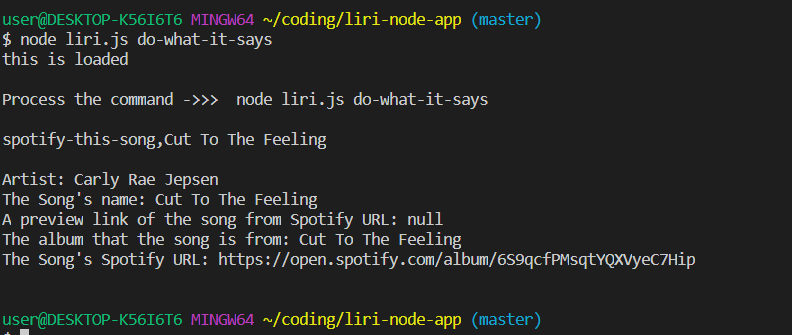 user@DESKTOP-K56I6T6 MINGW64 ~/coding/liri-node-app (master)
$ node liri.js do-what-it-says
this is loaded
Process the command ->>>  node liri.js do-what-it-says
spotify-this-song,Cut To The Feeling
Artist: Carly Rae Jepsen
The Song's name: Cut To The Feeling
A preview link of the song from Spotify URL: null
The album that the song is from: Cut To The Feeling
The Song's Spotify URL: https://open.spotify.com/album/6S9qcfPMsqtYQXVyeC7Hip
user@DESKTOP-K56I6T6 MINGW64 ~/coding/liri-node-app (master)
$